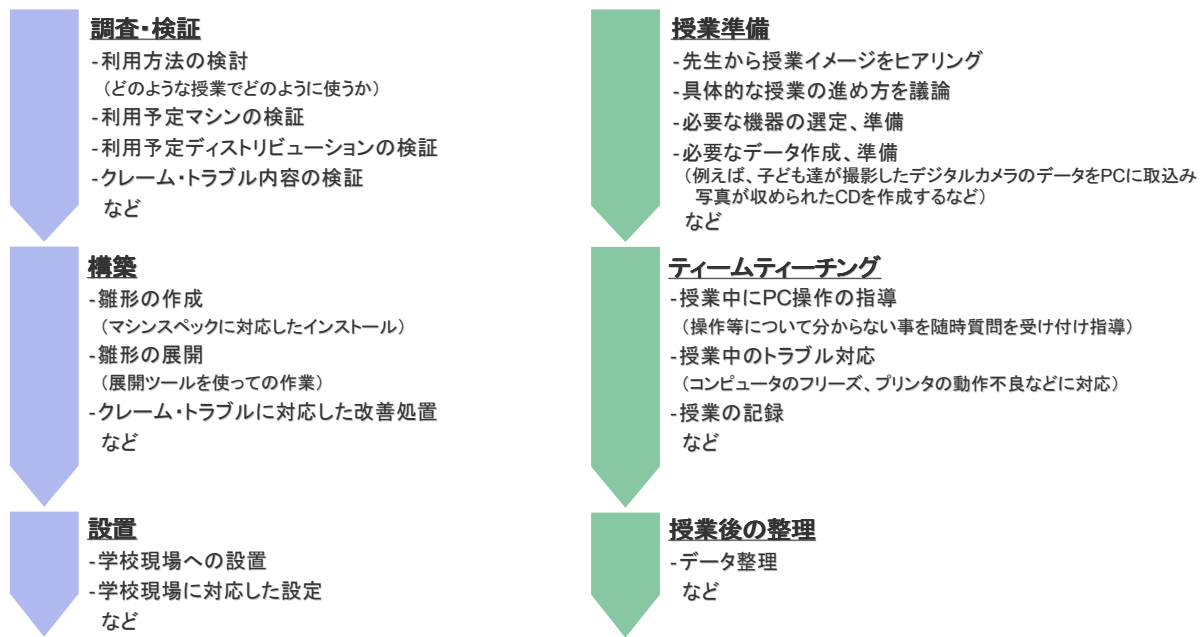 調査・検証
-利用方法の検討
（どのような授業でどのように使うか）
-利用予定マシンの検証
-利用予定ディストリビューションの検証
-クレーム・トラブル内容の検証
など
構築
-雛形の作成
（マシンスペックに対応したインストール）
-雛形の展開
（展開ツールを使っての作業）
-クレーム・トラブルに対応した改善処置
など
設置
-学校現場への設置
-学校現場に対応した設定
など
授業準備
-先生から授業イメージをヒアリング
-具体的な授業の進め方を議論
-必要な機器の選定、準備
-必要なデータ作成、準備
（例えば、子ども達が撮影したデジタルカメラのデータをPCに取込み
写真が収められたCDを作成するなど）
など
ティームティーチング
-授業中にPC操作の指導
（操作等について分からない事を随時質問を受け付け指導）
-授業中のトラブル対応
（コンピュータのフリーズ、プリンタの動作不良などに対応）
-授業の記録
など
授業後の整理
-データ整理
など